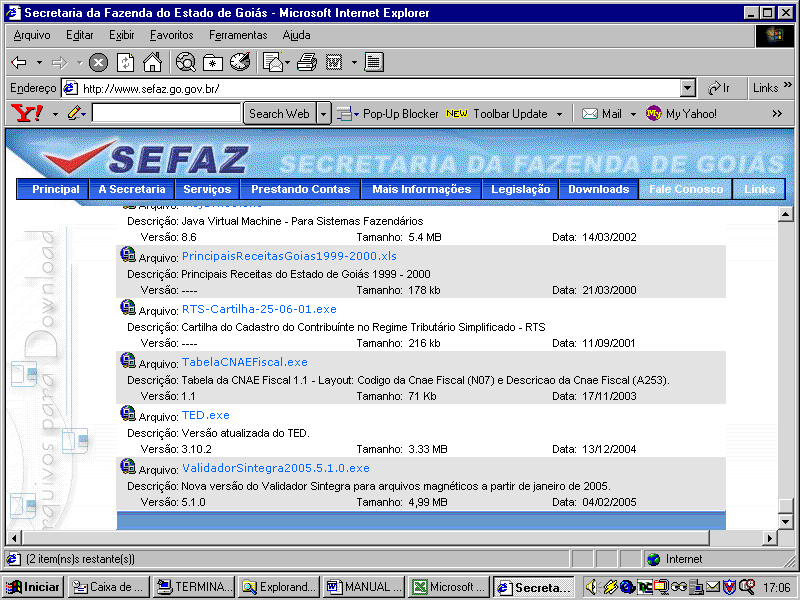 Secretaria da Fazenda do Estado de Goiás - Microsoft Internet Explorer
Arquivo Editar Exibir Favoritos Ferramentas Ajuda
Endereço http://www.sefaz.go.gov.br/ Ir Links »
Y! Search Web Pop-Up Blocker NEW Toolbar Update Mail My My Yahoo! »
SEFAZ SECRETARIA DA FAZENDA DE GOIÁS
Principal A Secretaria Serviços Prestando Contas Mais Informações Legislação Downloads Fale Conosco Links
Arquivos para Download
Arquivo:
Descrição: Java Virtual Machine - Para Sistemas Fazendários
Versão: 8.6 Tamanho: 5.4 MB Data: 14/03/2002
Arquivo: PrincipaisReceitasGoias1999-2000.xls
Descrição: Principais Receitas do Estado de Goiás 1999 - 2000
Versão: ---- Tamanho: 178 kb Data: 21/03/2000
Arquivo: RTS-Cartilha-25-06-01.exe
Descrição: Cartilha do Cadastro do Contribuínte no Regime Tributário Simplificado - RTS
Versão: ---- Tamanho: 216 kb Data: 11/09/2001
Arquivo: TabelaCNAEFiscal.exe
Descrição: Tabela da CNAE Fiscal 1.1 - Layout: Codigo da Cnae Fiscal (N07) e Descricao da Cnae Fiscal (A253).
Versão: 1.1 Tamanho: 71 Kb Data: 17/11/2003
Arquivo: TED.exe
Descrição: Versão atualizada do TED.
Versão: 3.10.2 Tamanho: 3.33 MB Data: 13/12/2004
Arquivo: ValidadorSintegra2005.5.1.0.exe
Descrição: Nova versão do Validador Sintegra para arquivos magnéticos a partir de janeiro de 2005.
Versão: 5.1.0 Tamanho: 4,99 MB Data: 04/02/2005
(2 item(ns)s restante(s)) Internet
Iniciar Caixa de ... TERMINA... Explorand... MANUAL ... Microsoft ... Secreta... 17:06